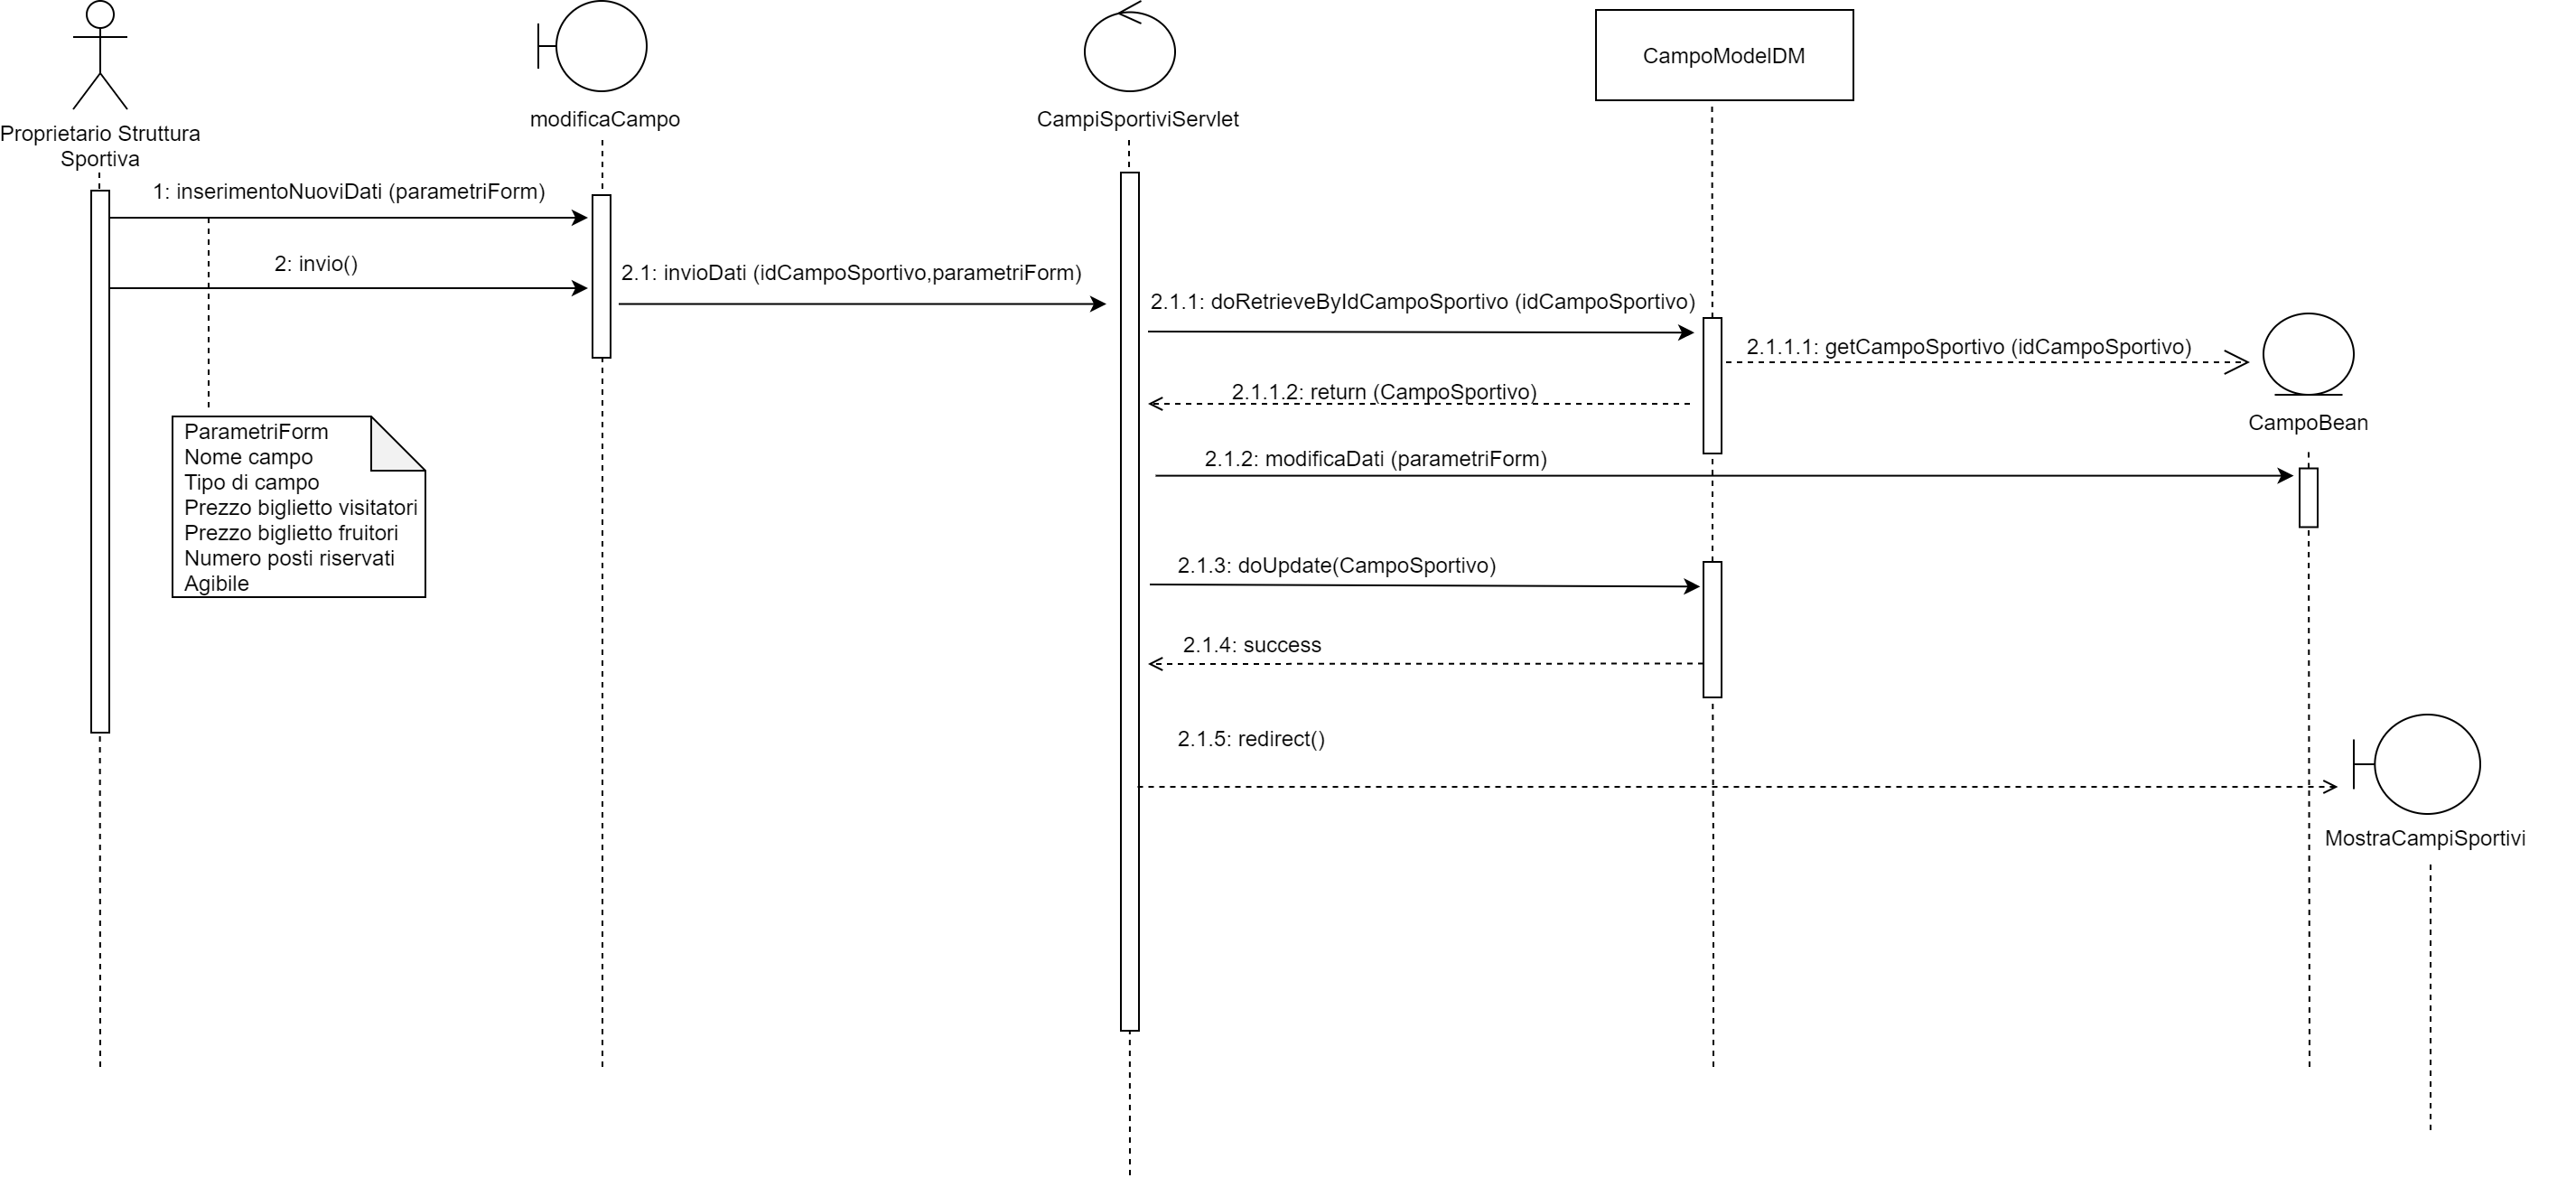 CampoModelDM
modificaCampo
CampiSportiviServlet
Proprietario Struttura
Sportiva
1: inserimentoNuoviDati (parametriForm)
2: invio()
2.1: invioDati (idCampoSportivo,parametriForm)
2.1.1: doRetrieveByIdCampoSportivo (idCampoSportivo)
2.1.1.1: getCampoSportivo (idCampoSportivo)
2.1.1.2: return (CampoSportivo)
CampoBean
ParametriForm
Nome campo
Tipo di campo
Prezzo biglietto visitatori
Prezzo biglietto fruitori
Numero posti riservati
Agibile
2.1.2: modificaDati (parametriForm)
2.1.3: doUpdate(CampoSportivo)
2.1.4: success
2.1.5: redirect()
MostraCampiSportivi